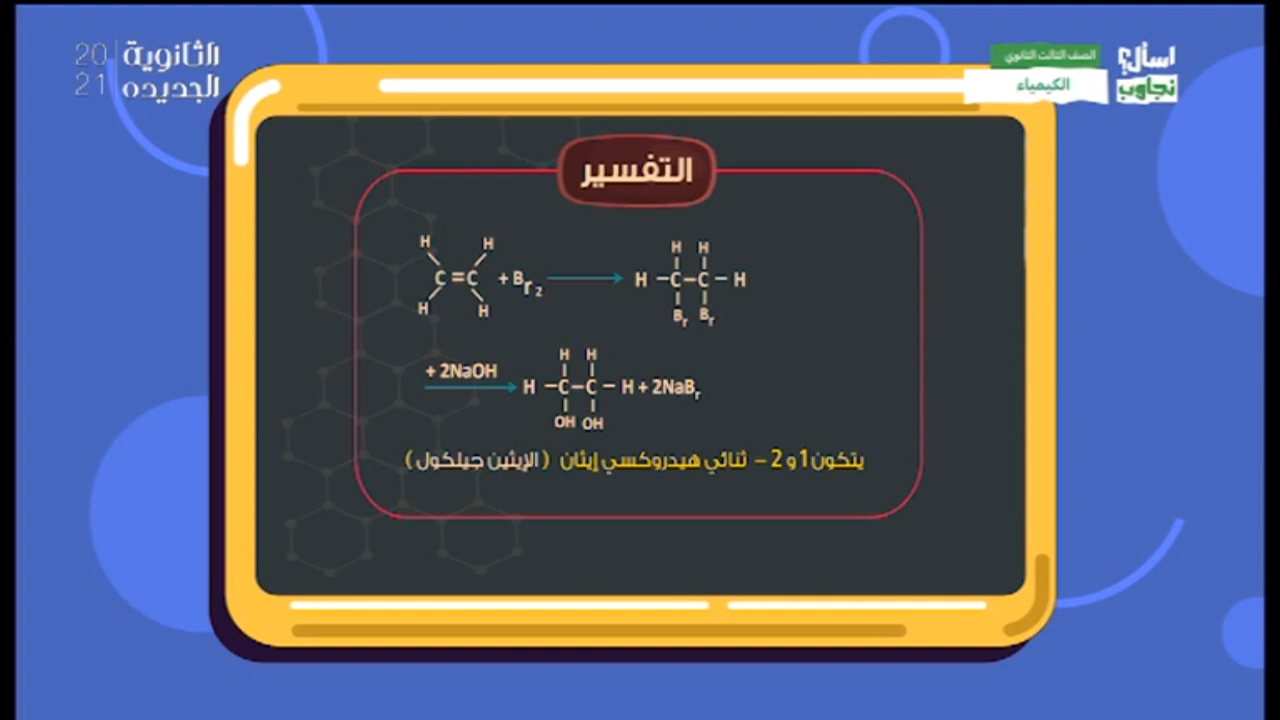 الثانوية 20
الجديده 21
اسأل؟
نجاوب
الصف الثالث الثانوي
الكيمياء
التفسير
H H
C = C + Br2 → H – C – C – H
H H
H H
Br Br
+ 2NaOH → H – C – C – H + 2NaBr
H H
OH OH
يتكون 1 و 2 – ثنائي هيدروكسي إيثان ( الإيثين جيلكول )